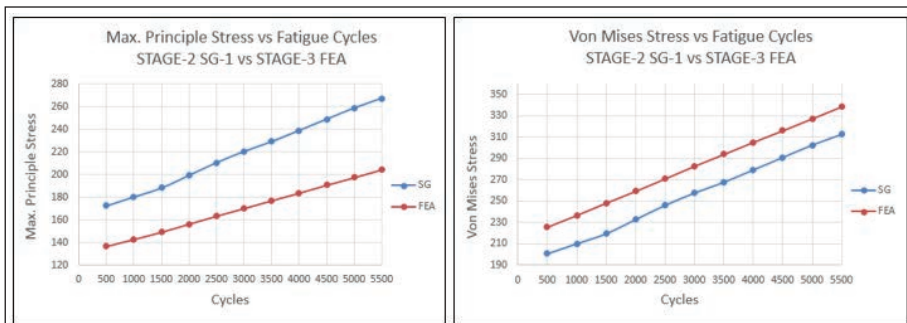 Max. Principle Stress vs Fatigue Cycles
STAGE-2 SG-1 vs STAGE-3 FEA
Max. Principle Stress
280
260
240
220
200
180
160
140
120
0 500 1000 1500 2000 2500 3000 3500 4000 4500 5000 5500
Cycles
SG
FEA
Von Mises Stress vs Fatigue Cycles
STAGE-2 SG-1 vs STAGE-3 FEA
Von Mises Stress
350
330
310
290
270
250
230
210
190
0 500 1000 1500 2000 2500 3000 3500 4000 4500 5000 5500
Cycles
SG
FEA